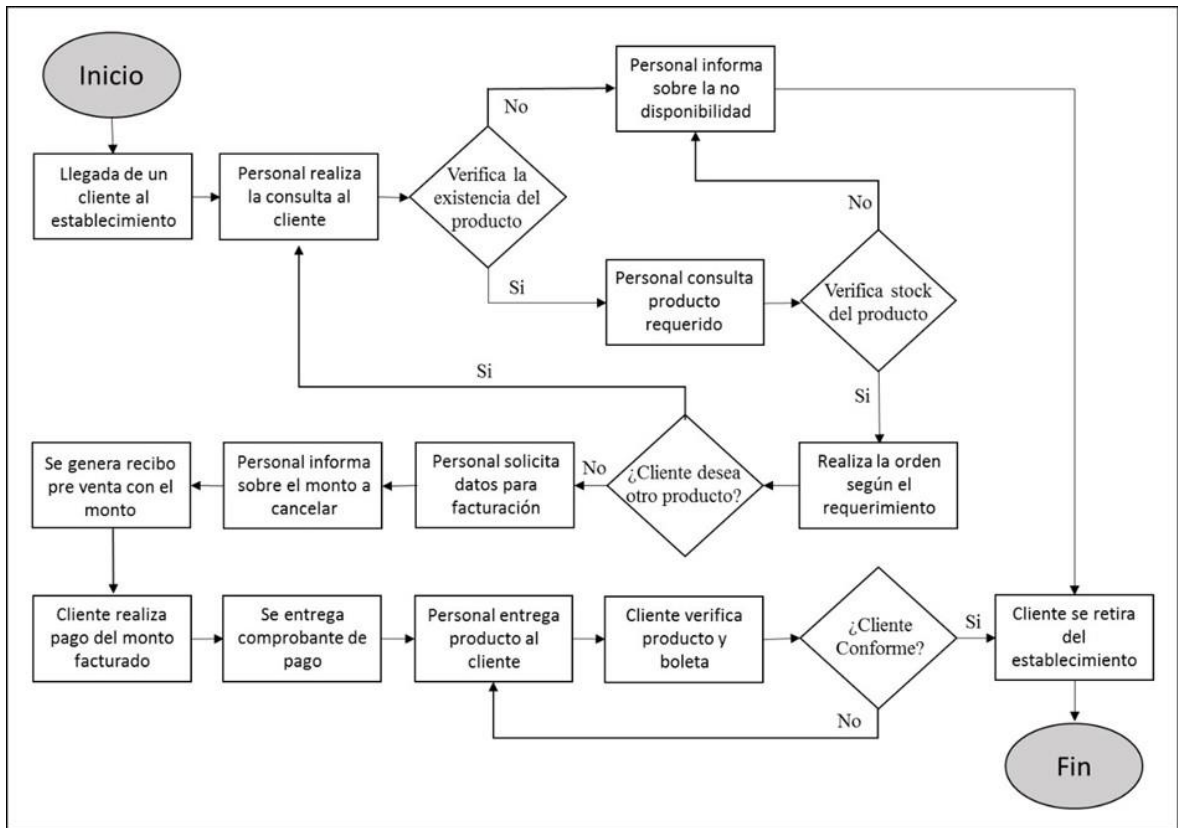 Inicio
Llegada de un
cliente al
establecimiento
Personal realiza
la consulta al
cliente
Verifica la
existencia del
producto
No
Personal informa
sobre la no
disponibilidad
Si
Personal consulta
producto
requerido
Verifica stock
del producto
No
Si
Realiza la orden
según el
requerimiento
¿Cliente desea
otro producto?
Si
No
Personal solicita
datos para
facturación
Personal informa
sobre el monto a
cancelar
Se genera recibo
pre venta con el
monto
Cliente realiza
pago del monto
facturado
Se entrega
comprobante de
pago
Personal entrega
producto al
cliente
Cliente verifica
producto y
boleta
¿Cliente
Conforme?
No
Si
Cliente se retira
del
establecimiento
Fin